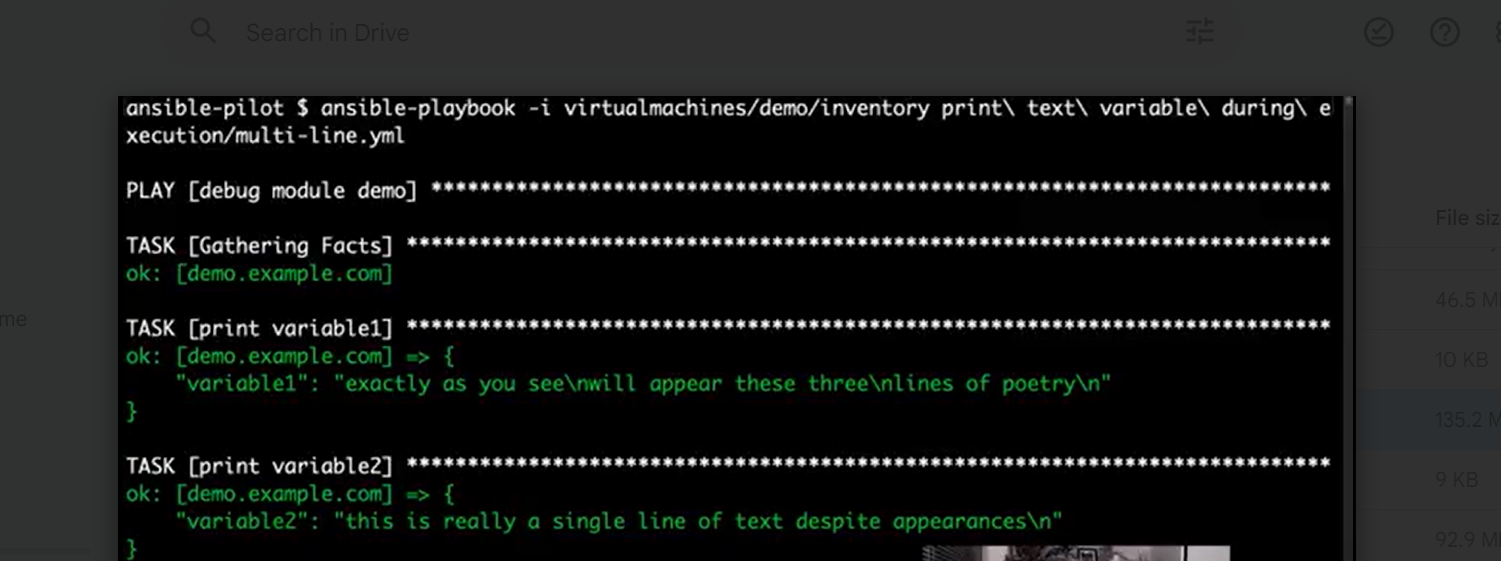 Search in Drive
ansible-pilot $ ansible-playbook -i virtualmachines/demo/inventory print\ text\ variable\ during\ e
xecution/multi-line.yml
PLAY [debug module demo] *************************************************************************
TASK [Gathering Facts] ***************************************************************************
ok: [demo.example.com]
TASK [print variable1] ***************************************************************************
ok: [demo.example.com] => {
    "variable1": "exactly as you see\nwill appear these three\nlines of poetry\n"
}
TASK [print variable2] ***************************************************************************
ok: [demo.example.com] => {
    "variable2": "this is really a single line of text despite appearances\n"
}
me
File siz
46.5 M
10 KB
135.2 M
9 KB
92.9 M